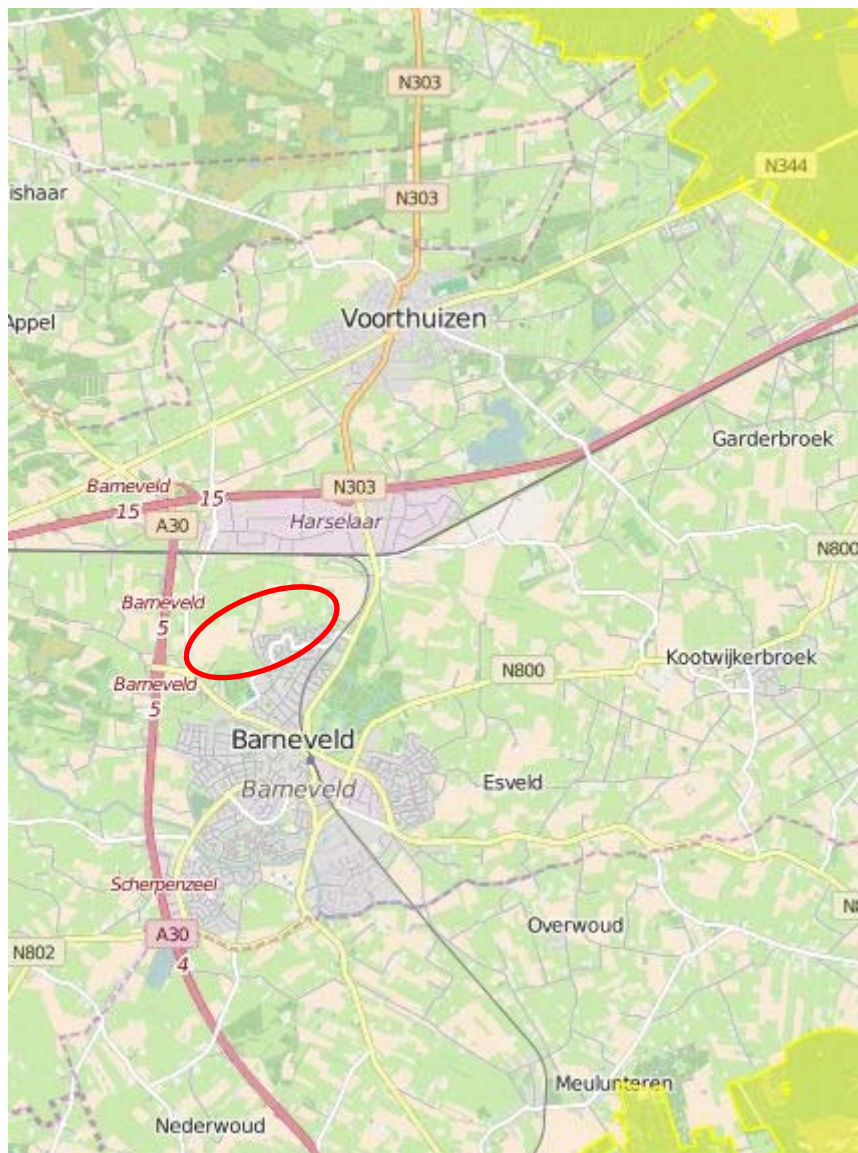 N303
N344
ishaar
N303
Appel
Voorthuizen
Garderbroek
Barneveld
15
15
N303
A30
Harselaar
N800
Barneveld
5
Kootwijkerbroek
N800
Barneveld
5
Barneveld
Esveld
Barneveld
Scherpenzeel
N8
Overwoud
A30
N802
4
Meulunteren
Nederwoud